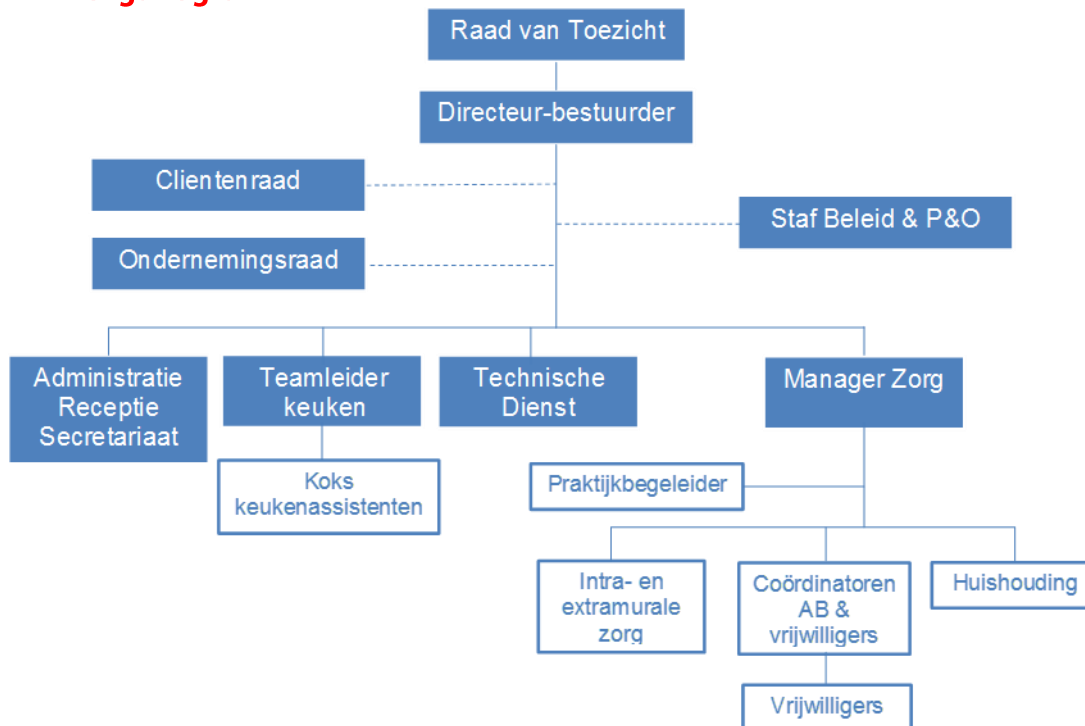 Raad van Toezicht
Directeur-bestuurder
Clientenraad
Staf Beleid & P&O
Ondernemingsraad
Administratie
Receptie
Secretariaat
Teamleider
keuken
Technische
Dienst
Manager Zorg
Koks
keukenassistenten
Praktijkbegeleider
Intra- en
extramurale
zorg
Coördinatoren
AB &
vrijwilligers
Huishouding
Vrijwilligers